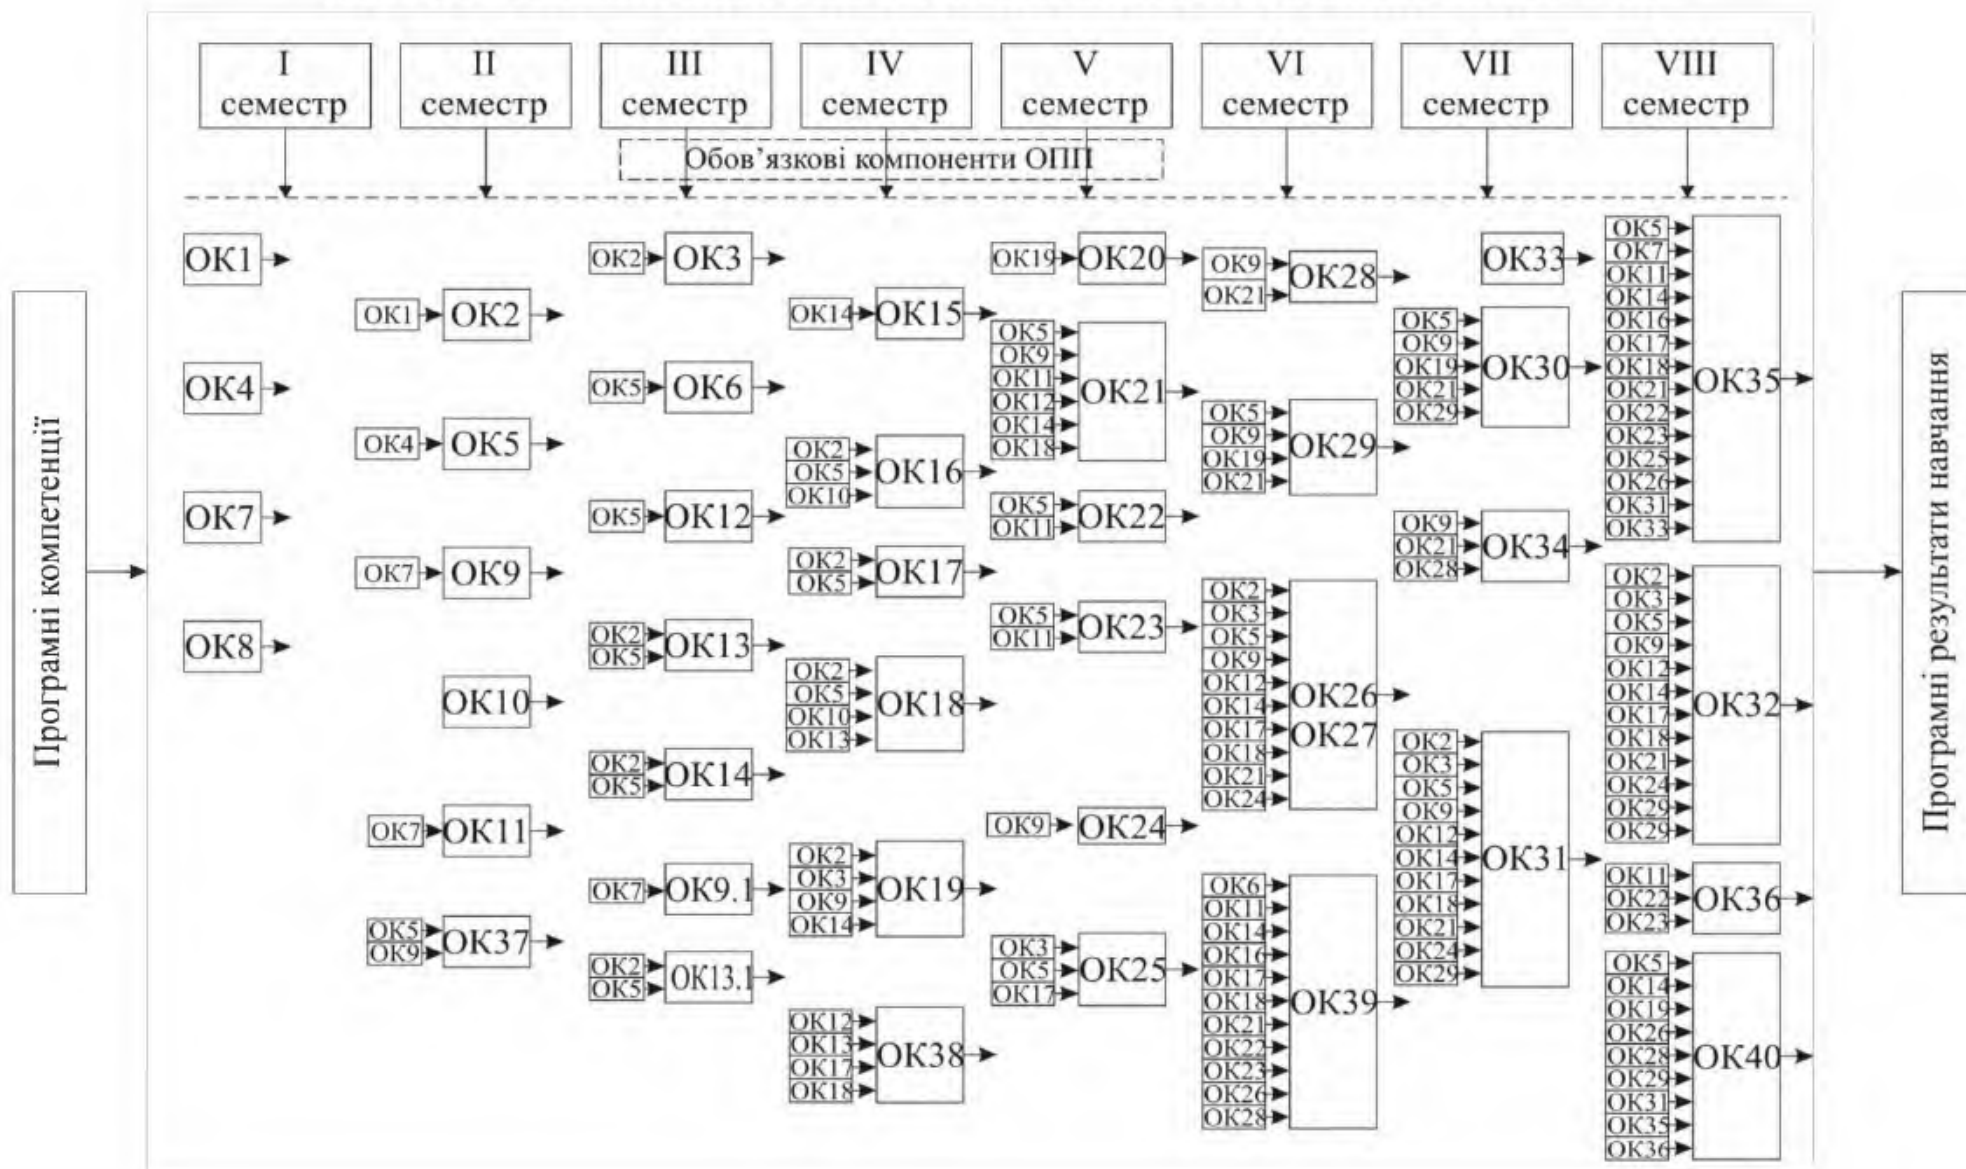 I
семестр
II
семестр
III
семестр
IV
семестр
V
семестр
VI
семестр
VII
семестр
VIII
семестр
Обов’язкові компоненти ОПП
Програмні компетенції
ОК1
ОК4
ОК7
ОК8
ОК1
ОК2
ОК4
ОК5
ОК7
ОК9
ОК10
ОК7
ОК11
ОК5
ОК9
ОК37
ОК2
ОК3
ОК5
ОК6
ОК5
ОК12
ОК2
ОК5
ОК13
ОК2
ОК5
ОК14
ОК7
ОК9.1
ОК2
ОК5
ОК13.1
ОК14
ОК15
ОК2
ОК5
ОК10
ОК16
ОК2
ОК5
ОК17
ОК2
ОК5
ОК10
ОК13
ОК18
ОК2
ОК3
ОК9
ОК14
ОК19
ОК12
ОК13
ОК17
ОК18
ОК38
ОК19
ОК20
ОК5
ОК9
ОК11
ОК12
ОК14
ОК18
ОК21
ОК5
ОК11
ОК22
ОК5
ОК11
ОК23
ОК9
ОК24
ОК3
ОК5
ОК17
ОК25
ОК9
ОК21
ОК28
ОК5
ОК9
ОК19
ОК21
ОК29
ОК2
ОК3
ОК5
ОК9
ОК12
ОК14
ОК17
ОК18
ОК21
ОК24
ОК26
ОК27
ОК6
ОК11
ОК14
ОК16
ОК17
ОК18
ОК21
ОК22
ОК23
ОК26
ОК28
ОК39
ОК33
ОК5
ОК9
ОК19
ОК21
ОК29
ОК30
ОК9
ОК21
ОК28
ОК34
ОК2
ОК3
ОК5
ОК9
ОК12
ОК14
ОК17
ОК18
ОК21
ОК24
ОК29
ОК31
ОК5
ОК7
ОК11
ОК14
ОК16
ОК17
ОК18
ОК21
ОК22
ОК23
ОК25
ОК26
ОК31
ОК33
ОК35
ОК2
ОК3
ОК5
ОК9
ОК12
ОК14
ОК17
ОК18
ОК21
ОК24
ОК29
ОК29
ОК32
ОК11
ОК22
ОК23
ОК36
ОК5
ОК14
ОК19
ОК26
ОК28
ОК29
ОК31
ОК35
ОК36
ОК40
Програмні результати навчання